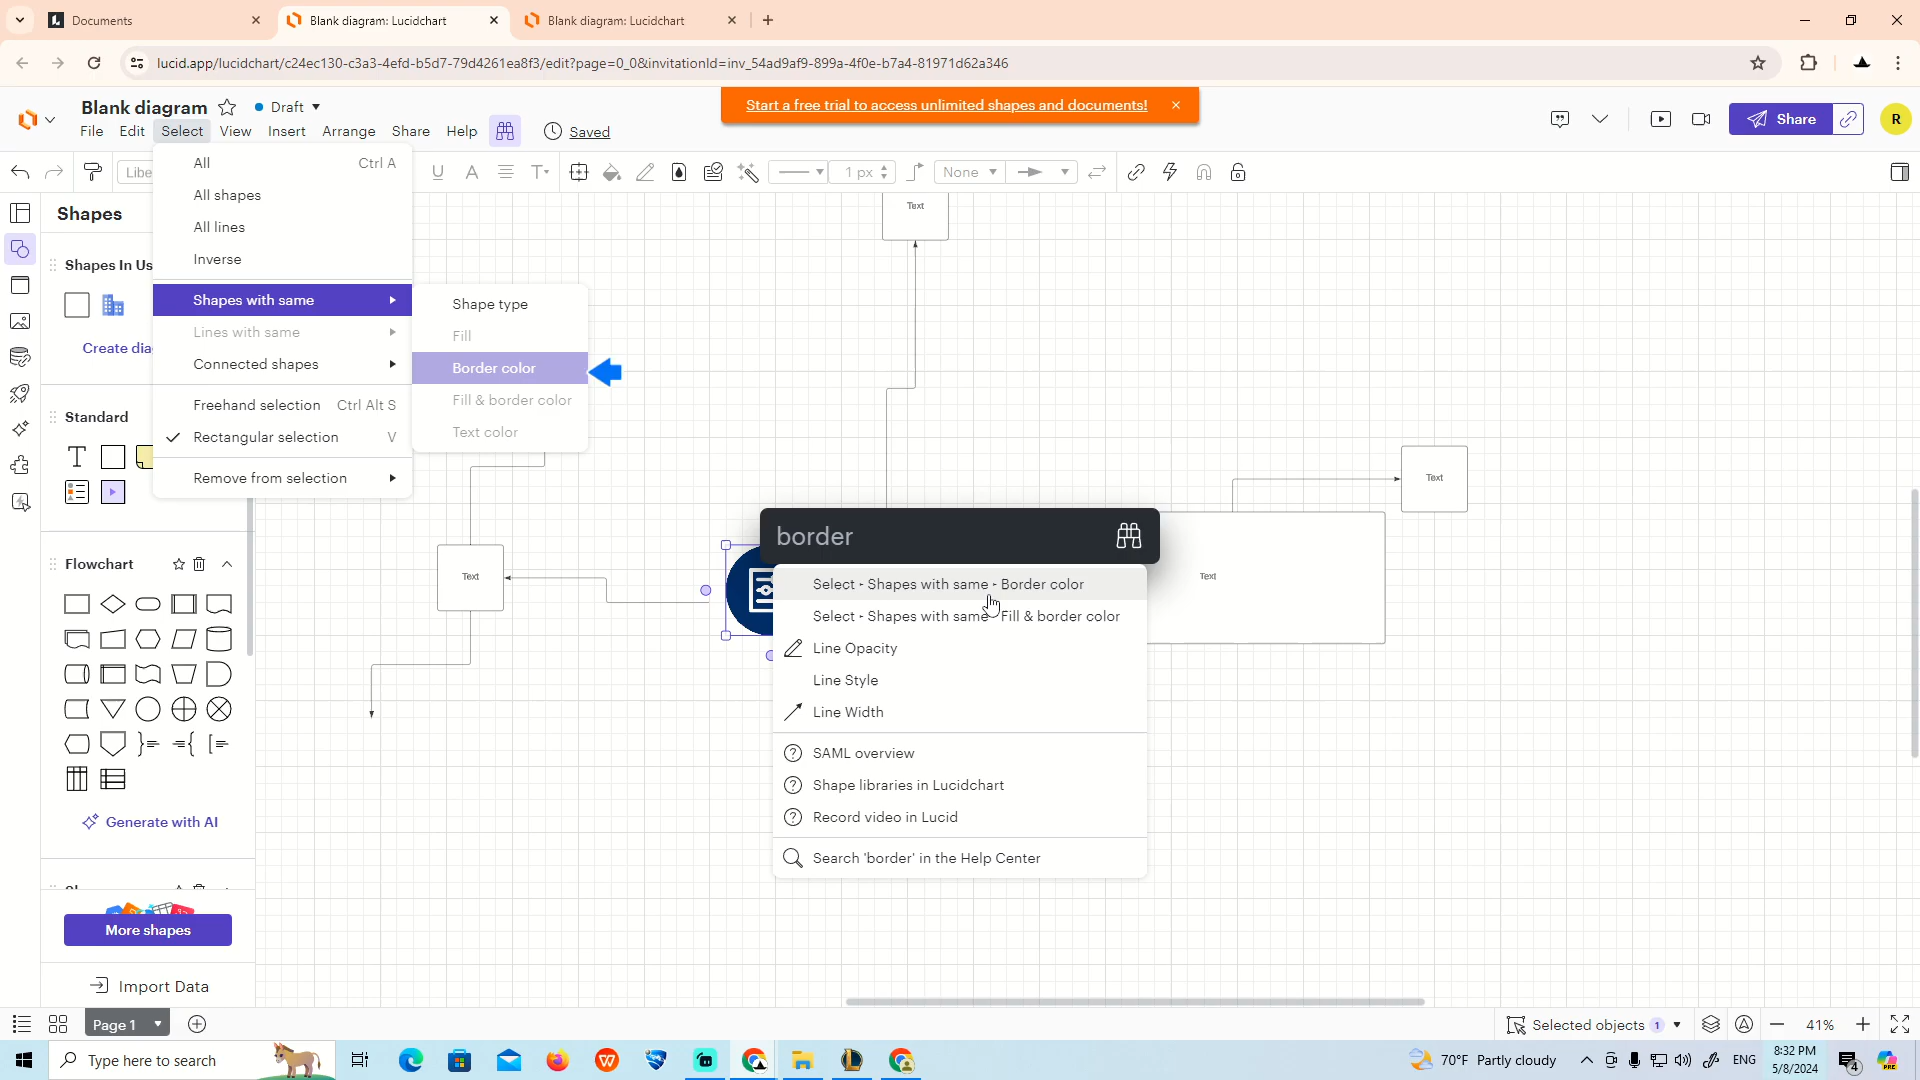 Documents
Blank diagram: Lucidchart
Blank diagram: Lucidchart
lucid.app/lucidchart/c24ec130-c3a3-4efd-b5d7-79d4261ea8f3/edit?page=0_0&invitationId=inv_54ad9af9-899a-4f0e-b7a4-81971d62a346
Blank diagram
Draft
Start a free trial to access unlimited shapes and documents!
Share
R
File Edit Select View Insert Arrange Share Help
Saved
Libe
1 px
None
Shapes
All Ctrl A
All shapes
All lines
Inverse
Shapes with same
Lines with same
Connected shapes
Freehand selection Ctrl Alt S
Rectangular selection V
Remove from selection
Shape type
Fill
Border color
Fill & border color
Text color
Shapes In Us
Create dia
Standard
T
Flowchart
Generate with AI
More shapes
Import Data
Text
Text
Text
Text
border
Select ▸ Shapes with same ▸ Border color
Select ▸ Shapes with same Fill & border color
Line Opacity
Line Style
Line Width
SAML overview
Shape libraries in Lucidchart
Record video in Lucid
Search 'border' in the Help Center
Page 1
Selected objects 1
41%
Type here to search
70°F Partly cloudy
ENG
8:32 PM
5/8/2024
4